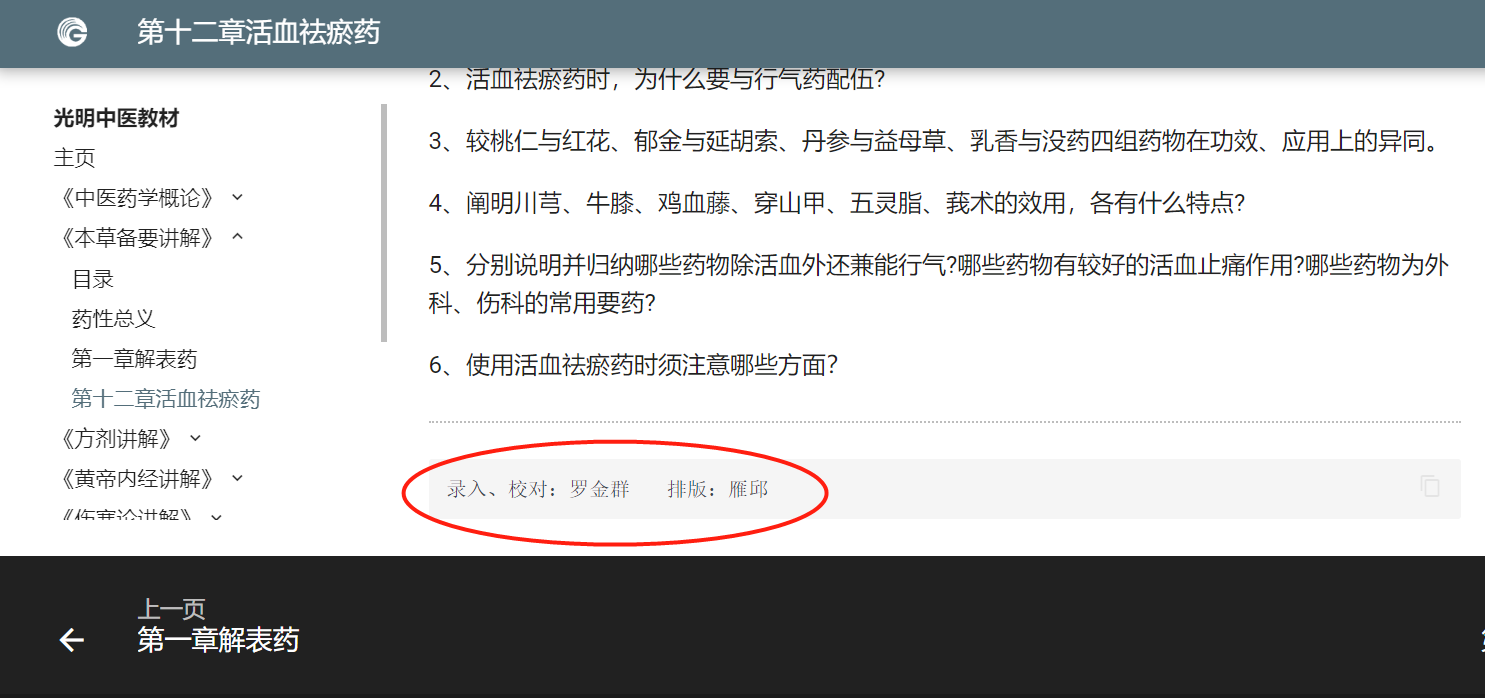 第十二章活血祛瘀药
光明中医教材
主页
《中医药学概论》
《本草备要讲解》
目录
药性总义
第一章解表药
第十二章活血祛瘀药
《方剂讲解》
《黄帝内经讲解》
《伤寒论讲解》
2、活血祛瘀药时，为什么要与行气药配伍?
3、较桃仁与红花、郁金与延胡索、丹参与益母草、乳香与没药四组药物在功效、应用上的异同。
4、阐明川芎、牛膝、鸡血藤、穿山甲、五灵脂、莪术的效用，各有什么特点?
5、分别说明并归纳哪些药物除活血外还兼能行气?哪些药物有较好的活血止痛作用?哪些药物为外
科、伤科的常用要药?
6、使用活血祛瘀药时须注意哪些方面?
录入、校对：罗金群 排版：雁邱
上一页
第一章解表药